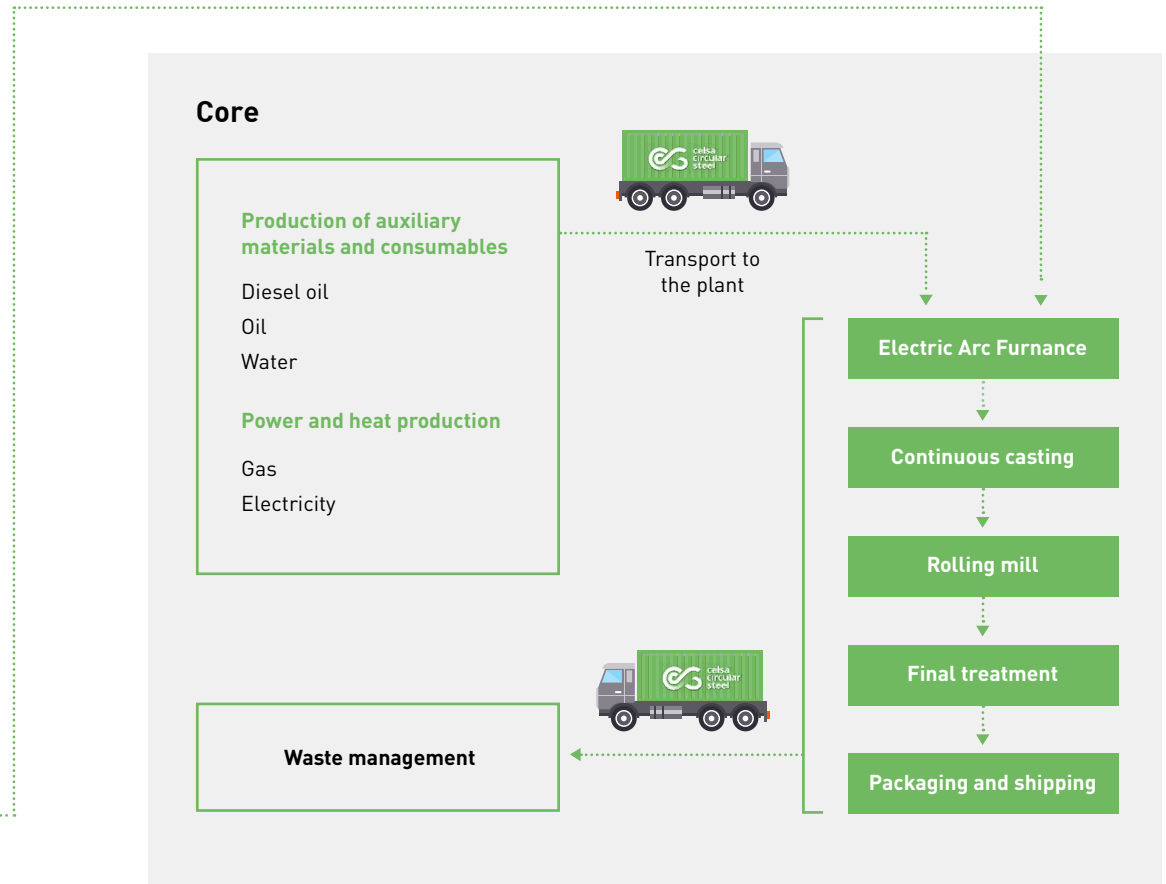 Core
celsa
circular
steel
Production of auxiliary
materials and consumables
Diesel oil
Oil
Water
Power and heat production
Gas
Electricity
Transport to
the plant
Electric Arc Furnance
Continuous casting
Rolling mill
Final treatment
Packaging and shipping
celsa
circular
steel
Waste management